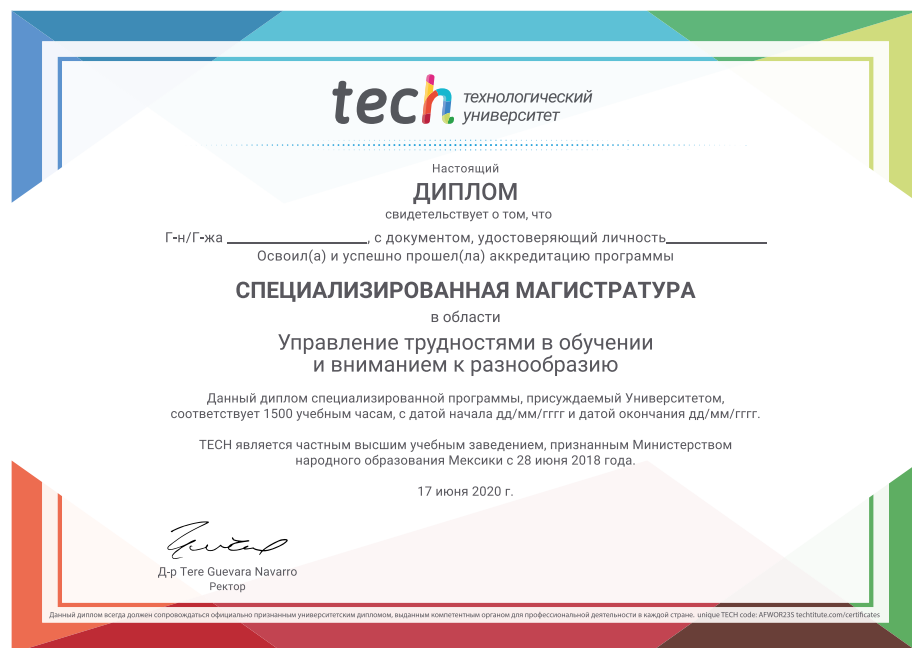 tech технологический
университет
Настоящий
ДИПЛОМ
свидетельствует о том, что
Г-н/Г-жа ____________________, с документом, удостоверяющий личность______________
Освоил(а) и успешно прошел(ла) аккредитацию программы
СПЕЦИАЛИЗИРОВАННАЯ МАГИСТРАТУРА
в области
Управление трудностями в обучении
и вниманием к разнообразию
Данный диплом специализированной программы, присуждаемый Университетом,
соответствует 1500 учебным часам, с датой начала дд/мм/гггг и датой окончания дд/мм/гггг.
TECH является частным высшим учебным заведением, признанным Министерством
народного образования Мексики с 28 июня 2018 года.
17 июня 2020 г.
Д-р Tere Guevara Navarro
Ректор
Данный диплом всегда должен сопровождаться официально признанным университетским дипломом, выданным компетентным органом для профессиональной деятельности в каждой стране. unique TECH code: AFWOR23S techtitute.com/certificates